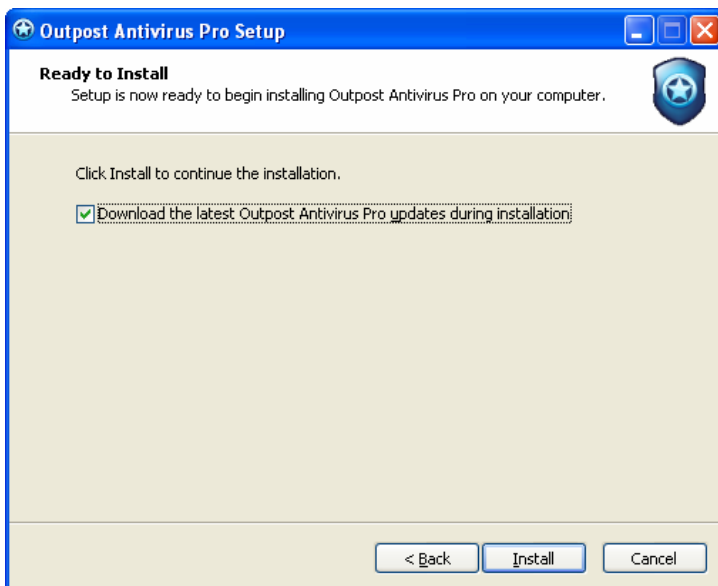 Outpost Antivirus Pro Setup
Ready to Install
Setup is now ready to begin installing Outpost Antivirus Pro on your computer.
Click Install to continue the installation.
Download the latest Outpost Antivirus Pro updates during installation
< Back
Install
Cancel